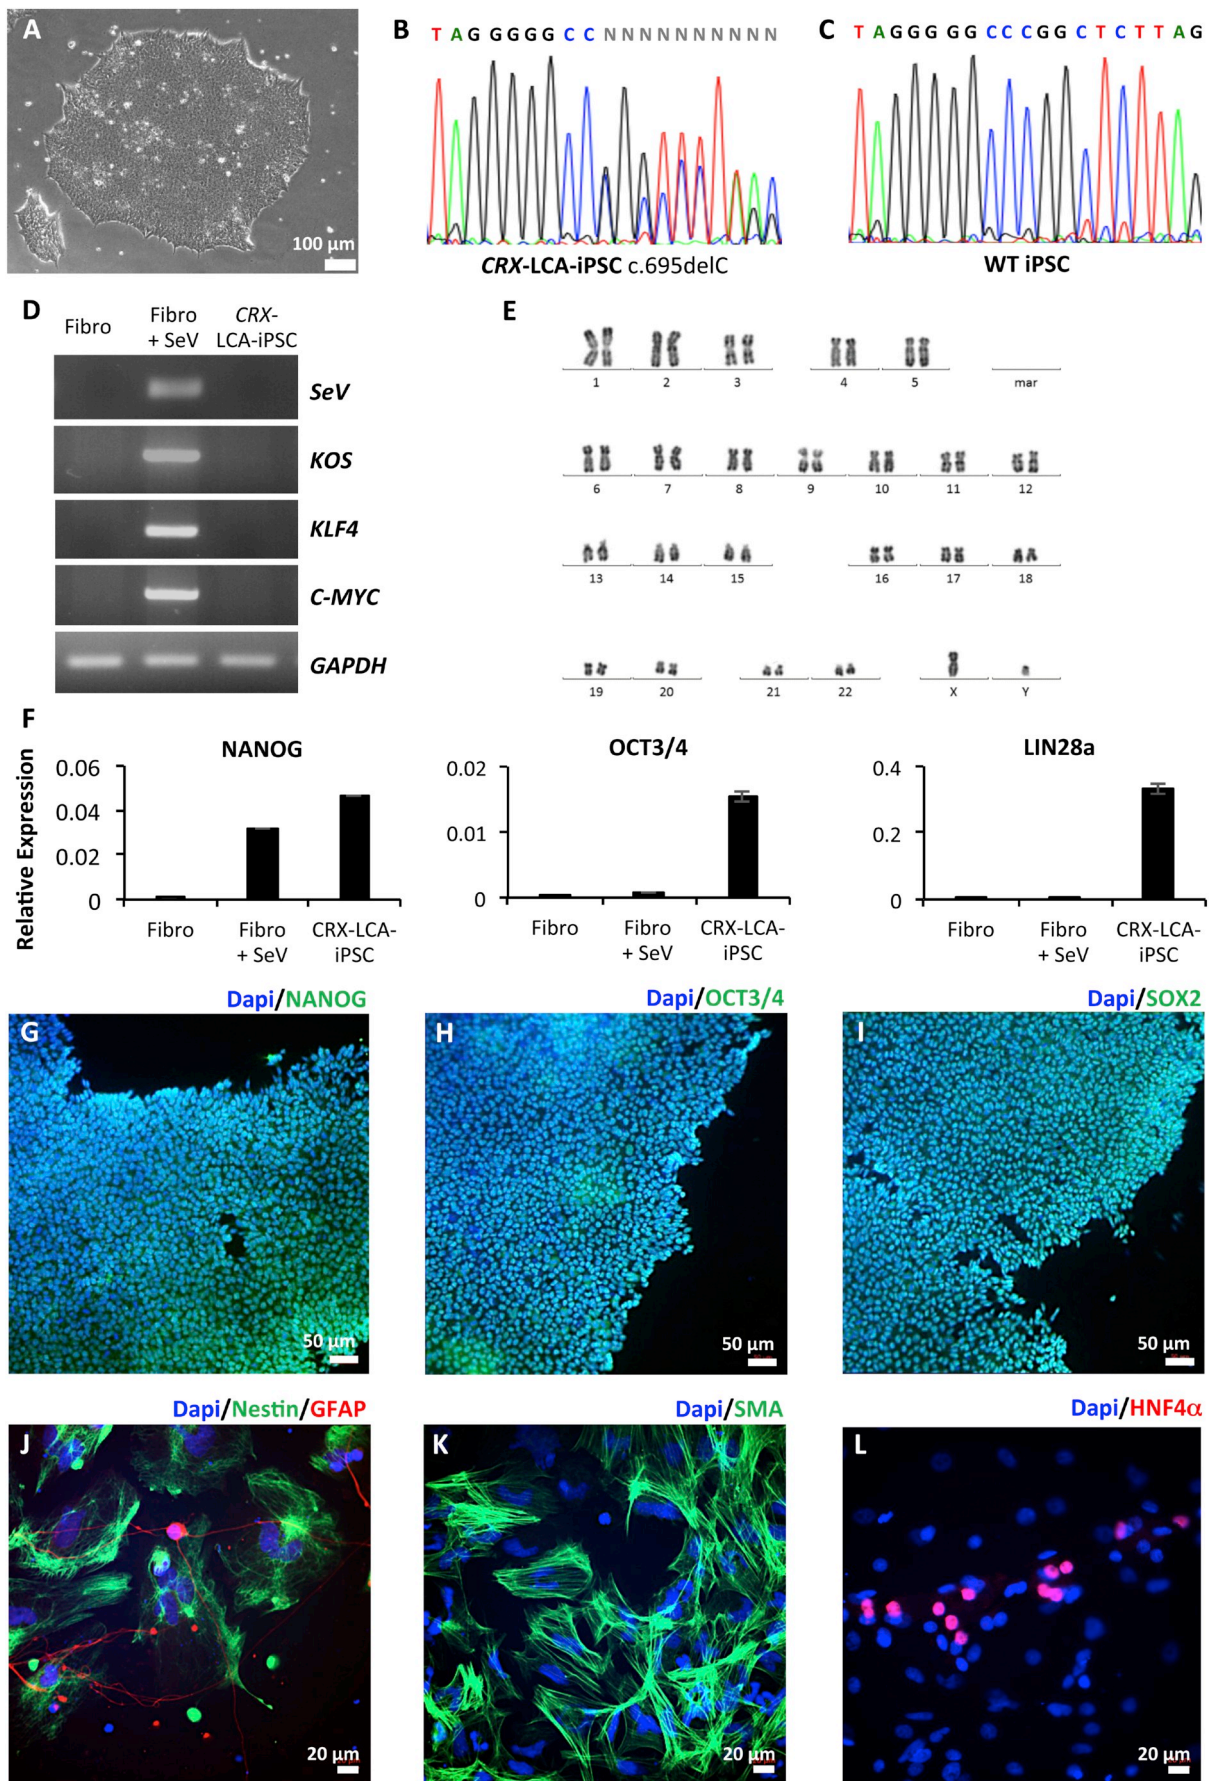 A
100 µm
B
T A G G G G G C C N N N N N N N N N N
CRX-LCA-iPSC c.695delC
C
T A G G G G G C C C G G C T C T T A G
WT iPSC
D
Fibro
Fibro
+ SeV
CRX-
LCA-iPSC
SeV
KOS
KLF4
C-MYC
GAPDH
E
1 2 3 4 5 mar
6 7 8 9 10 11 12
13 14 15 16 17 18
19 20 21 22 X Y
F
Relative Expression
NANOG
0.06
0.04
0.02
0
Fibro
Fibro
+ SeV
CRX-LCA-
iPSC
OCT3/4
0.02
0.01
0
Fibro
Fibro
+ SeV
CRX-LCA-
iPSC
LIN28a
0.4
0.2
0
Fibro
Fibro
+ SeV
CRX-LCA-
iPSC
Dapi/NANOG
G
50 µm
Dapi/OCT3/4
H
50 µm
Dapi/SOX2
I
50 µm
Dapi/Nestin/GFAP
J
20 µm
Dapi/SMA
K
20 µm
Dapi/HNF4α
L
20 µm